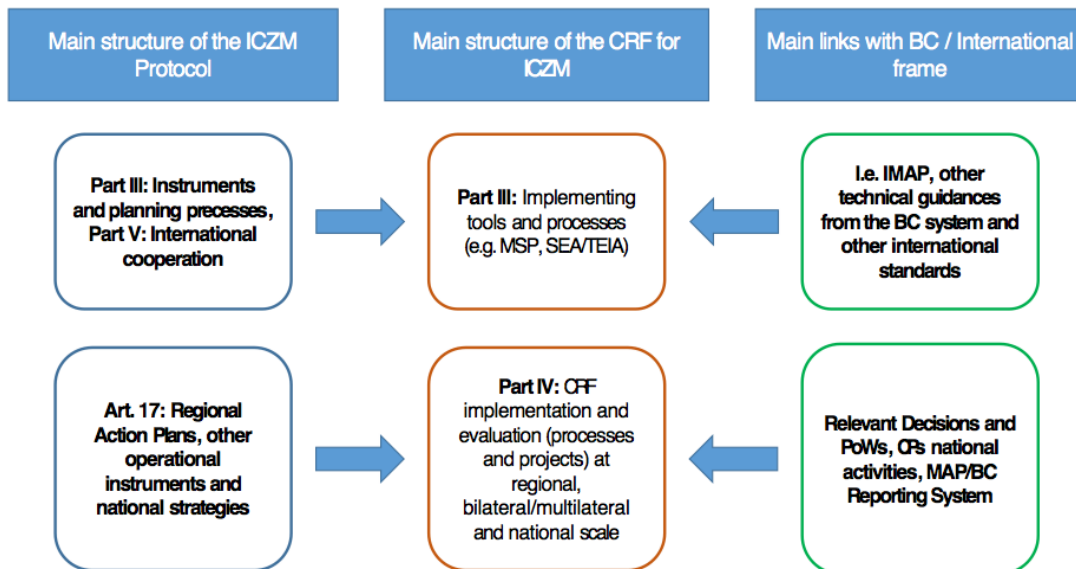 Main structure of the ICZM
Protocol
Main structure of the CRF for
ICZM
Main links with BC / International
frame
Part III: Instruments
and planning precesses,
Part V: International
cooperation
Part III: Implementing
tools and processes
(e.g. MSP, SEA/TEIA)
I.e. IMAP, other
technical guidances
from the BC system and
other international
standards
Art. 17: Regional
Action Plans, other
operational
instruments and
national strategies
Part IV: CRF
implementation and
evaluation (processes
and projects) at
regional,
bilateral/multilateral
and national scale
Relevant Decisions and
PoWs, CPs national
activities, MAP/BC
Reporting System